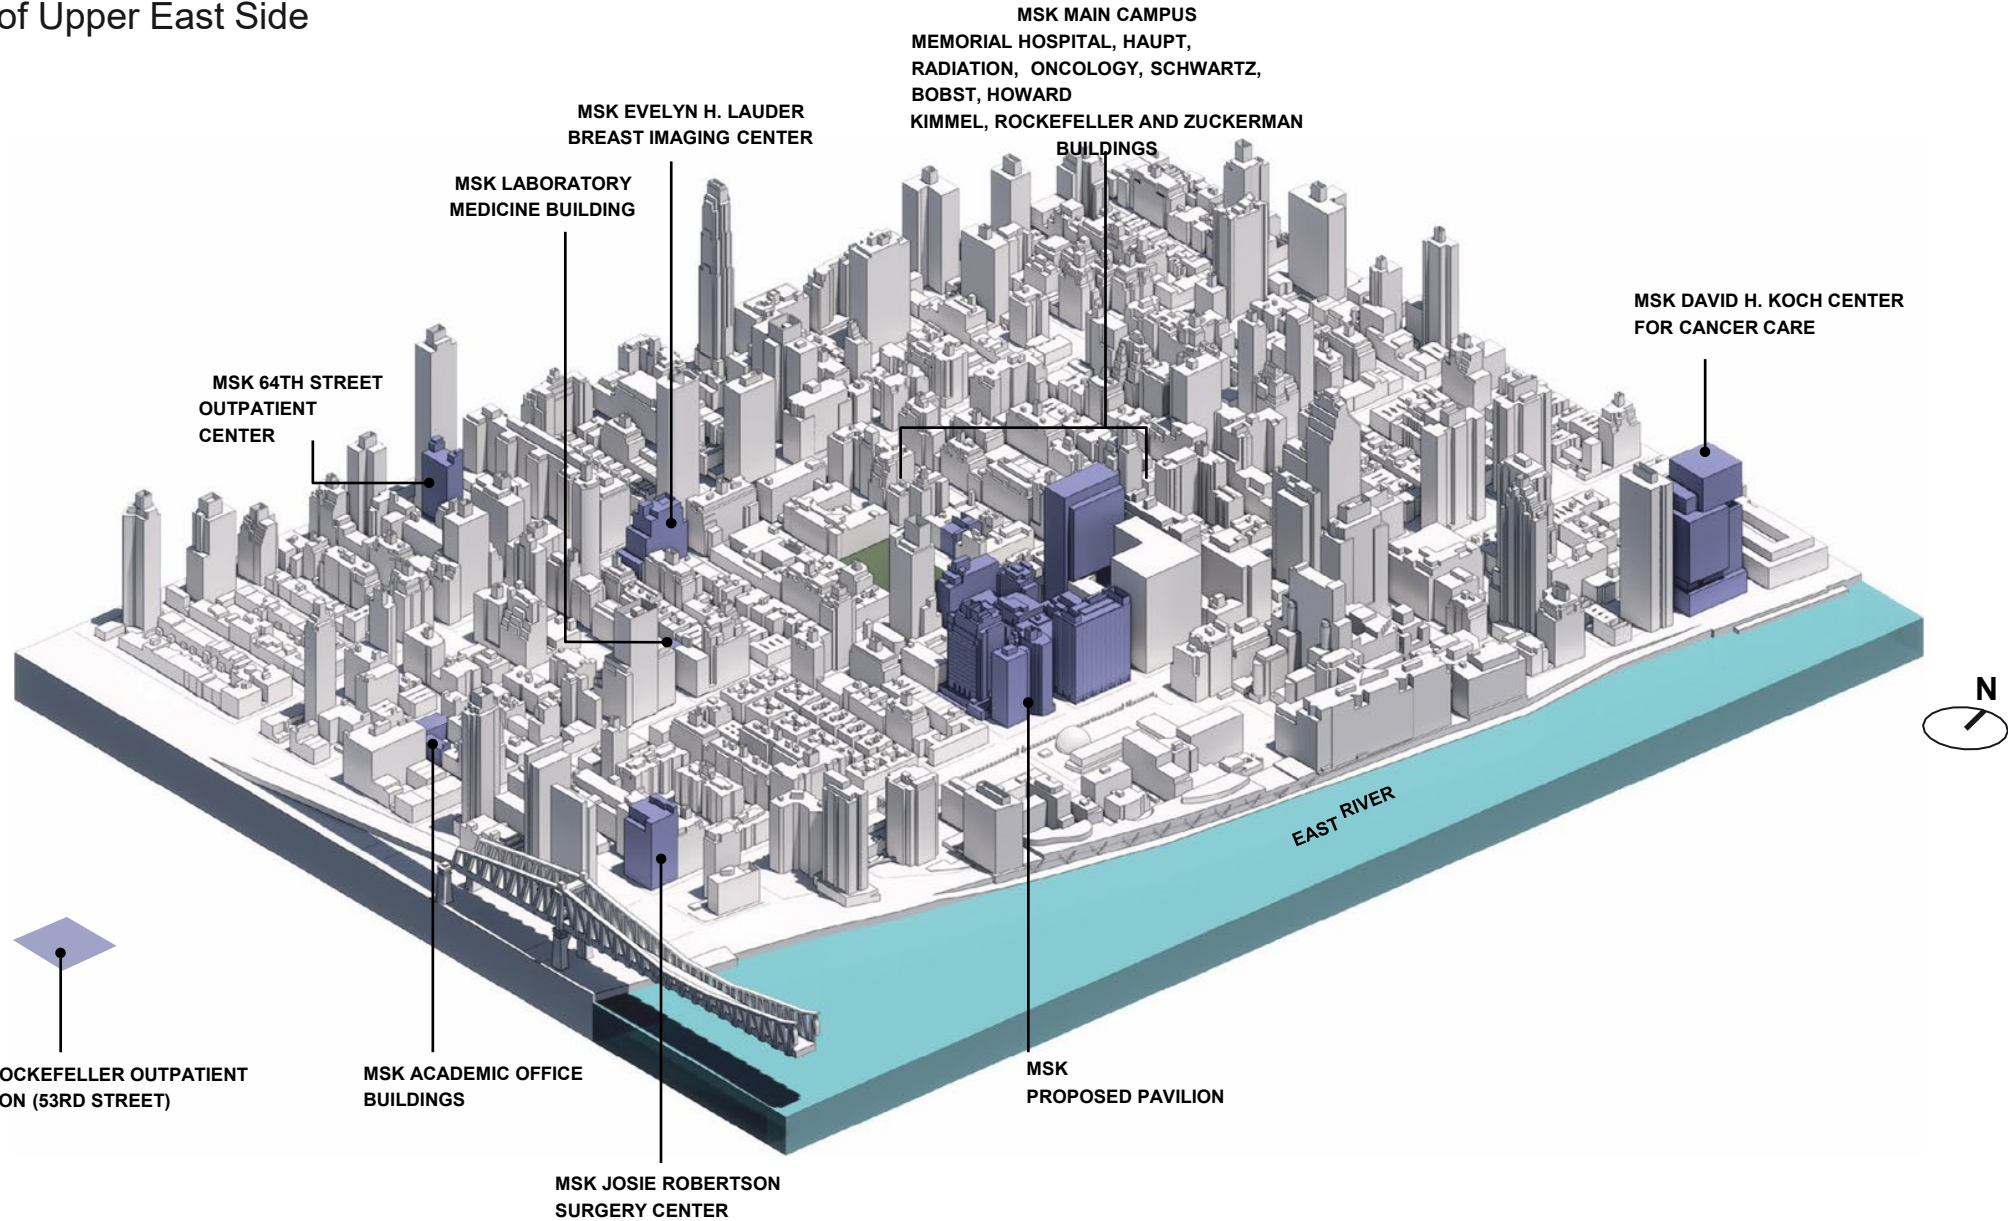 of Upper East Side
MSK MAIN CAMPUS
MEMORIAL HOSPITAL, HAUPT,
RADIATION, ONCOLOGY, SCHWARTZ,
BOBST, HOWARD
KIMMEL, ROCKEFELLER AND ZUCKERMAN
BUILDINGS
MSK EVELYN H. LAUDER
BREAST IMAGING CENTER
MSK LABORATORY
MEDICINE BUILDING
MSK DAVID H. KOCH CENTER
FOR CANCER CARE
MSK 64TH STREET
OUTPATIENT
CENTER
N
EAST RIVER
OCKEFELLER OUTPATIENT
ON (53RD STREET)
MSK ACADEMIC OFFICE
BUILDINGS
MSK
PROPOSED PAVILION
MSK JOSIE ROBERTSON
SURGERY CENTER